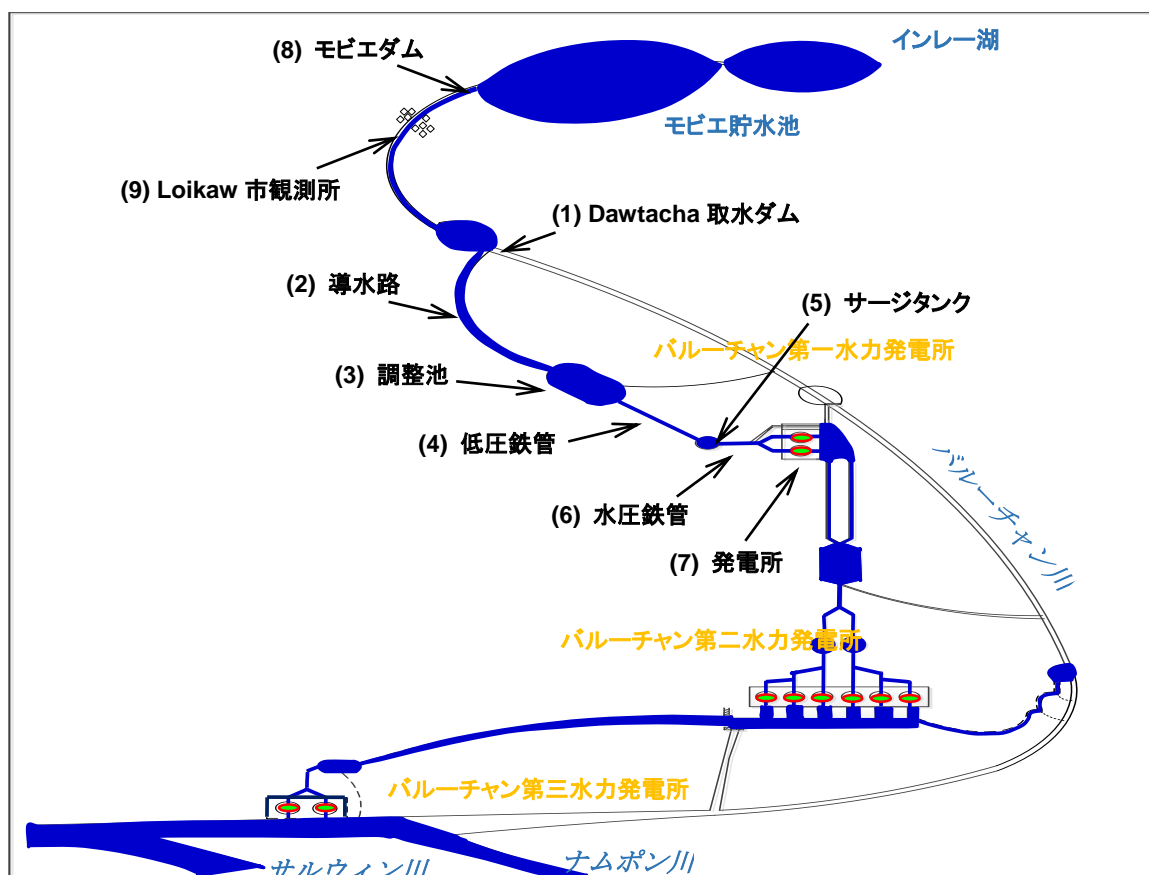 (8) モビエダム
インレー湖
モビエ貯水池
(9) Loikaw 市観測所
(1) Dawtacha 取水ダム
(2) 導水路
(5) サージタンク
バルーチャン第一水力発電所
(3) 調整池
(4) 低圧鉄管
(6) 水圧鉄管
(7) 発電所
バルーチャン川
バルーチャン第二水力発電所
バルーチャン第三水力発電所
サルウィン川
ナムポン川